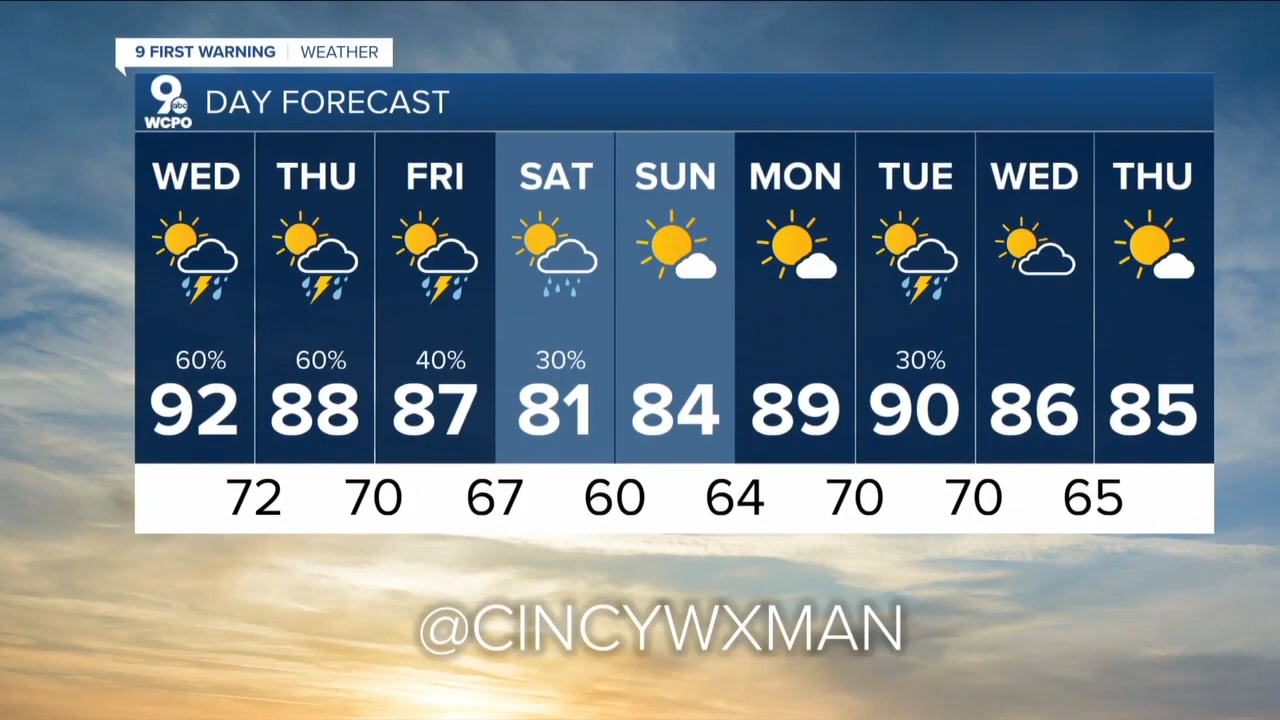 9 FIRST WARNING | WEATHER
9 abc WCPO DAY FORECAST
WED THU FRI SAT SUN MON TUE WED THU
60% 60% 40% 30% 30%
92 88 87 81 84 89 90 86 85
72 70 67 60 64 70 70 65
@CINCYWXMAN